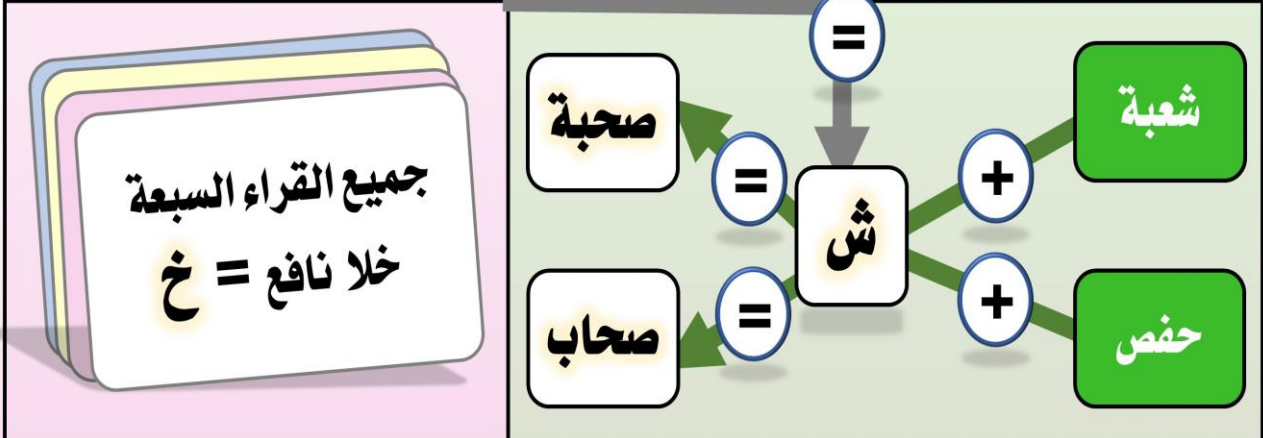 =
شعبة
صحبة
+
=
ش
حفص
صحاب
+
=
جميع القراء السبعة
خلا نافع = خ